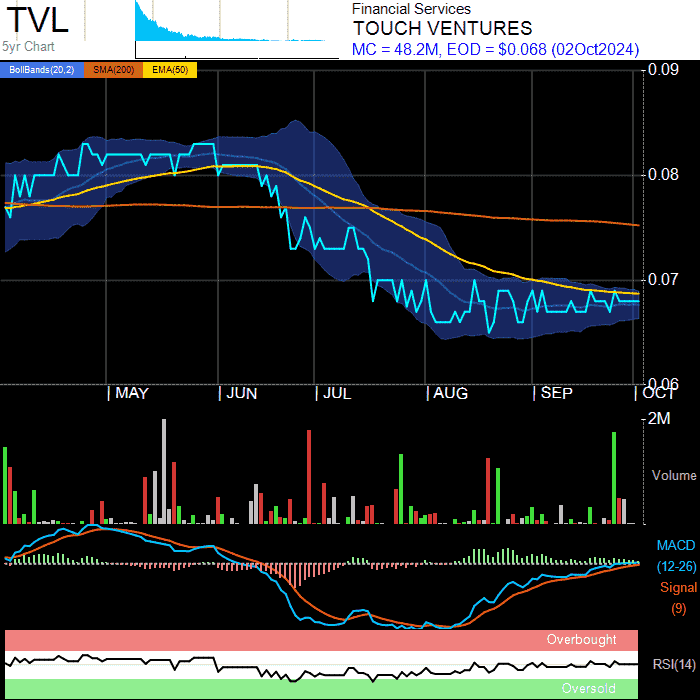 TVL
5yr Chart
Financial Services
TOUCH VENTURES
MC = 48.2M, EOD = $0.068 (02Oct2024)
BollBands(20,2) SMA(200) EMA(50)
0.09
0.08
0.07
0.06
MAY JUN JUL AUG SEP OCT
2M
Volume
MACD
(12-26)
Signal
(9)
Overbought
RSI(14)
Oversold